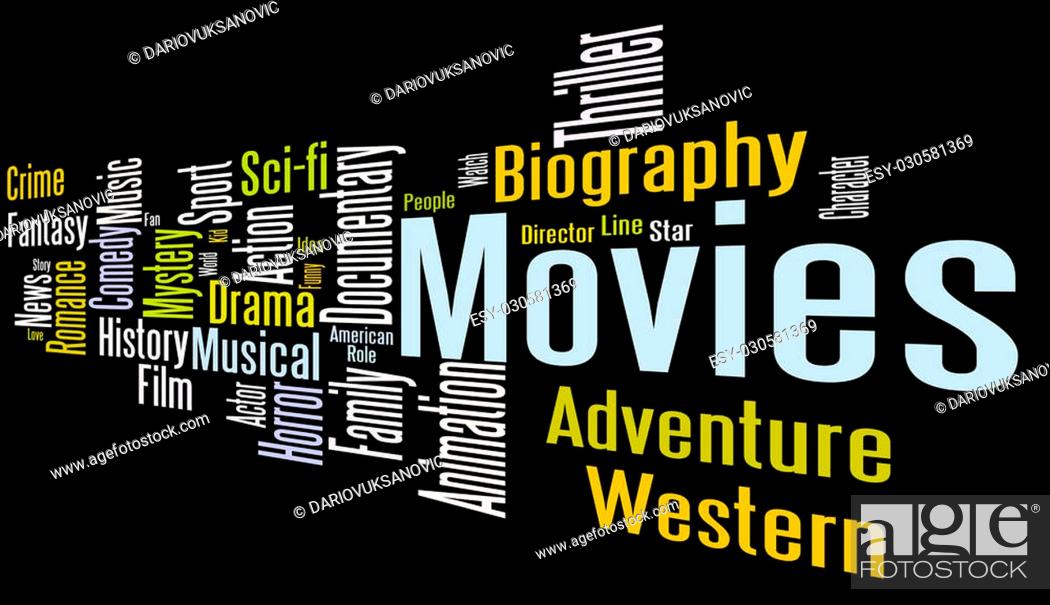 © DARIOVUKSANOVIC
© DARIOVUKSANOVIC
© DARIOVUKSANOVIC
Thriller
Watch
Biography
ESY-030581369
Character
Crime
Music
Sport
Sci-fi
Documentary
People
DARIOVUKSANOVIC
Fantasy
Fan
Comedy
Mystery
Kid
Action
Idea
Director
Line
Star
Movies
© DARIOVUKSANOVIC
World
Funny
Story
News
Romance
Love
Drama
ESY-030581369
History
Musical
American
Role
ESY-030581369
Film
Actor
Horror
Family
Animation
© DARIOVUKSANOVIC
Adventure
www.agefotostock.com
© DARIOVUKSANOVIC
Western
www.agefotostock.com
age®
FOTOSTOCK